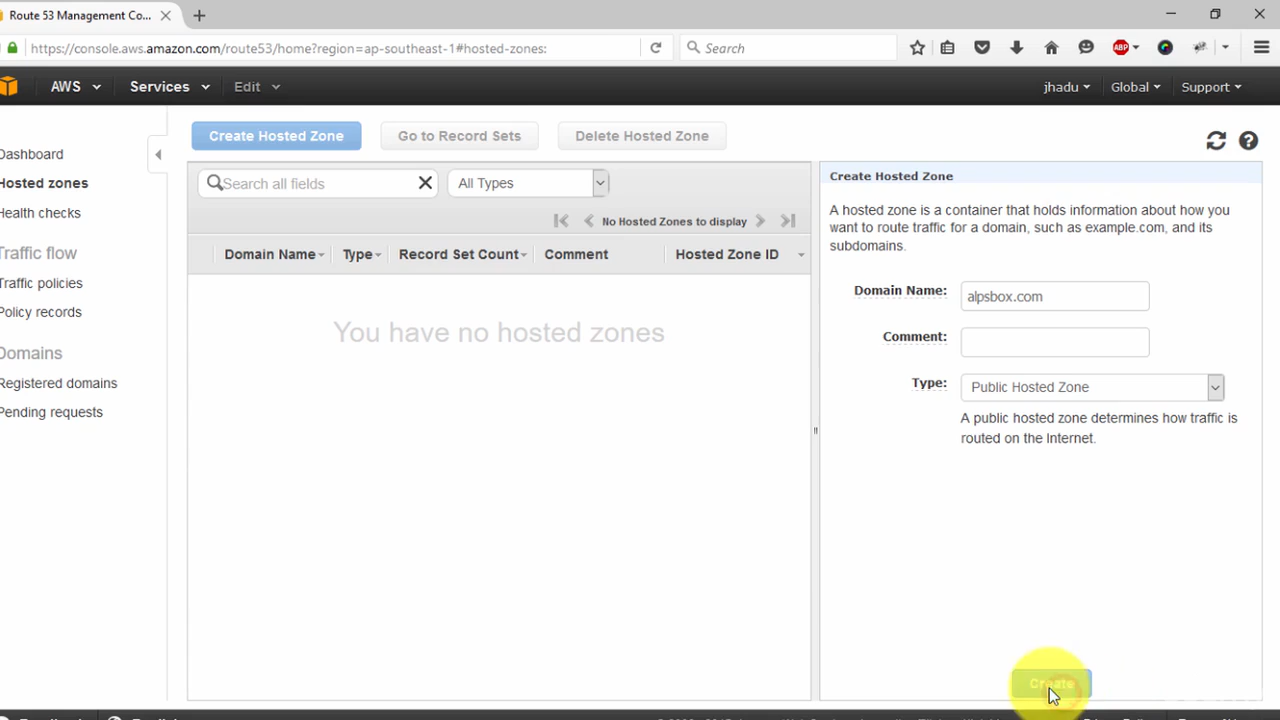 Route 53 Management Co...
https://console.aws.amazon.com/route53/home?region=ap-southeast-1#hosted-zones:
Search
ABP
AWS
Services
Edit
jhadu
Global
Support
Dashboard
Hosted zones
Health checks
Traffic flow
Traffic policies
Policy records
Domains
Registered domains
Pending requests
Create Hosted Zone
Go to Record Sets
Delete Hosted Zone
Search all fields
All Types
No Hosted Zones to display
Domain Name
Type
Record Set Count
Comment
Hosted Zone ID
You have no hosted zones
Create Hosted Zone
A hosted zone is a container that holds information about how you
want to route traffic for a domain, such as example.com, and its
subdomains.
Domain Name:
alpsbox.com
Comment:
Type:
Public Hosted Zone
A public hosted zone determines how traffic is
routed on the Internet.
Create